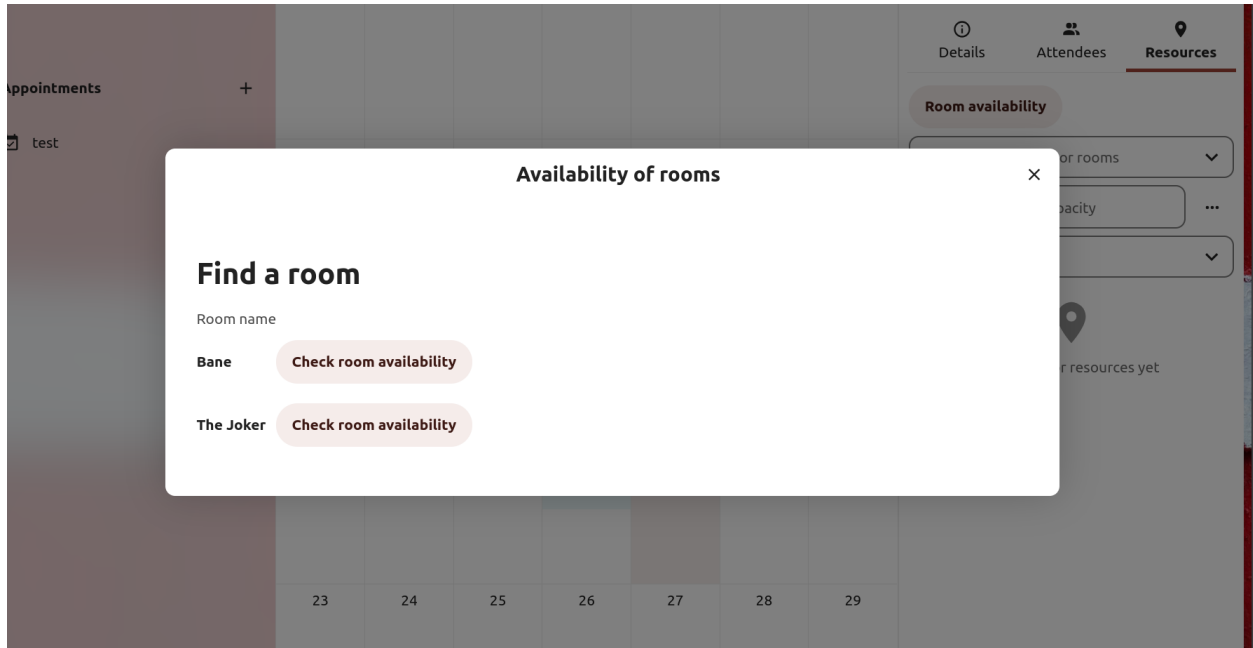 Details
Attendees
Resources
Appointments
Room availability
test
or rooms
Availability of rooms
Find a room
Room name
Bane
Check room availability
The Joker
Check room availability
resources yet
23
24
25
26
27
28
29